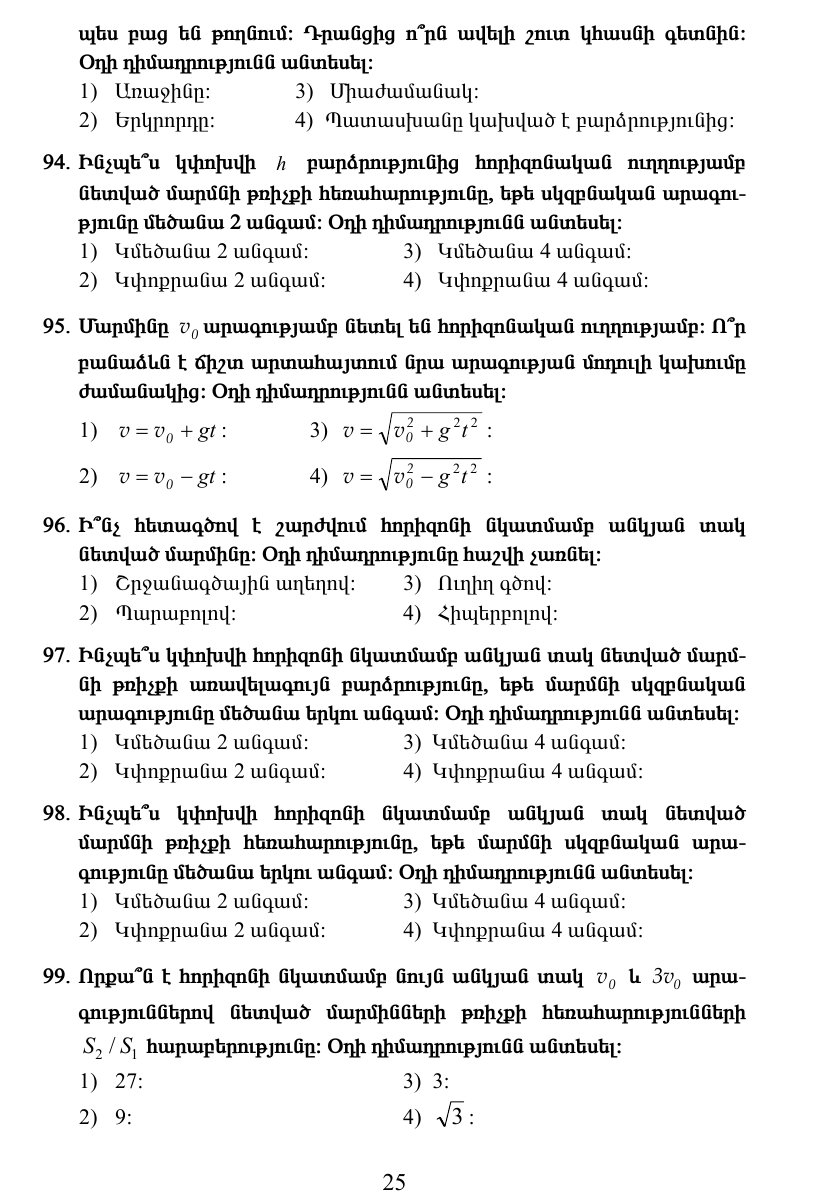 պես բաց են թողնում: Դրանցից ո՞րն ավելի շուտ կհասնի գետնին:
Օդի դիմադրությունն անտեսել:
1) Առաջինը: 3) Միաժամանակ:
2) Երկրորդը: 4) Պատասխանը կախված է բարձրությունից:
94. Ինչպե՞ս կփոխվի h բարձրությունից հորիզոնական ուղղությամբ
նետված մարմնի թռիչքի հեռահարությունը, եթե սկզբնական արագու-
թյունը մեծանա 2 անգամ: Օդի դիմադրությունն անտեսել:
1) Կմեծանա 2 անգամ: 3) Կմեծանա 4 անգամ:
2) Կփոքրանա 2 անգամ: 4) Կփոքրանա 4 անգամ:
95. Մարմինը v₀ արագությամբ նետել են հորիզոնական ուղղությամբ: Ո՞ր
բանաձևն է ճիշտ արտահայտում նրա արագության մոդուլի կախումը
ժամանակից: Օդի դիմադրությունն անտեսել:
1) v = v₀ + gt : 3) v = √(v₀² + g²t²) :
2) v = v₀ − gt : 4) v = √(v₀² − g²t²) :
96. Ի՞նչ հետագծով է շարժվում հորիզոնի նկատմամբ անկյան տակ
նետված մարմինը: Օդի դիմադրությունը հաշվի չառնել:
1) Շրջանագծային աղեղով: 3) Ուղիղ գծով:
2) Պարաբոլով: 4) Հիպերբոլով:
97. Ինչպե՞ս կփոխվի հորիզոնի նկատմամբ անկյան տակ նետված մարմ-
նի թռիչքի առավելագույն բարձրությունը, եթե մարմնի սկզբնական
արագությունը մեծանա երկու անգամ: Օդի դիմադրությունն անտեսել:
1) Կմեծանա 2 անգամ: 3) Կմեծանա 4 անգամ:
2) Կփոքրանա 2 անգամ: 4) Կփոքրանա 4 անգամ:
98. Ինչպե՞ս կփոխվի հորիզոնի նկատմամբ անկյան տակ նետված
մարմնի թռիչքի հեռահարությունը, եթե մարմնի սկզբնական արա-
գությունը մեծանա երկու անգամ: Օդի դիմադրությունն անտեսել:
1) Կմեծանա 2 անգամ: 3) Կմեծանա 4 անգամ:
2) Կփոքրանա 2 անգամ: 4) Կփոքրանա 4 անգամ:
99. Որքա՞ն է հորիզոնի նկատմամբ նույն անկյան տակ v₀ և 3v₀ արա-
գություններով նետված մարմինների թռիչքի հեռահարությունների
S₂ / S₁ հարաբերությունը: Օդի դիմադրությունն անտեսել:
1) 27: 3) 3:
2) 9: 4) √3 :
25